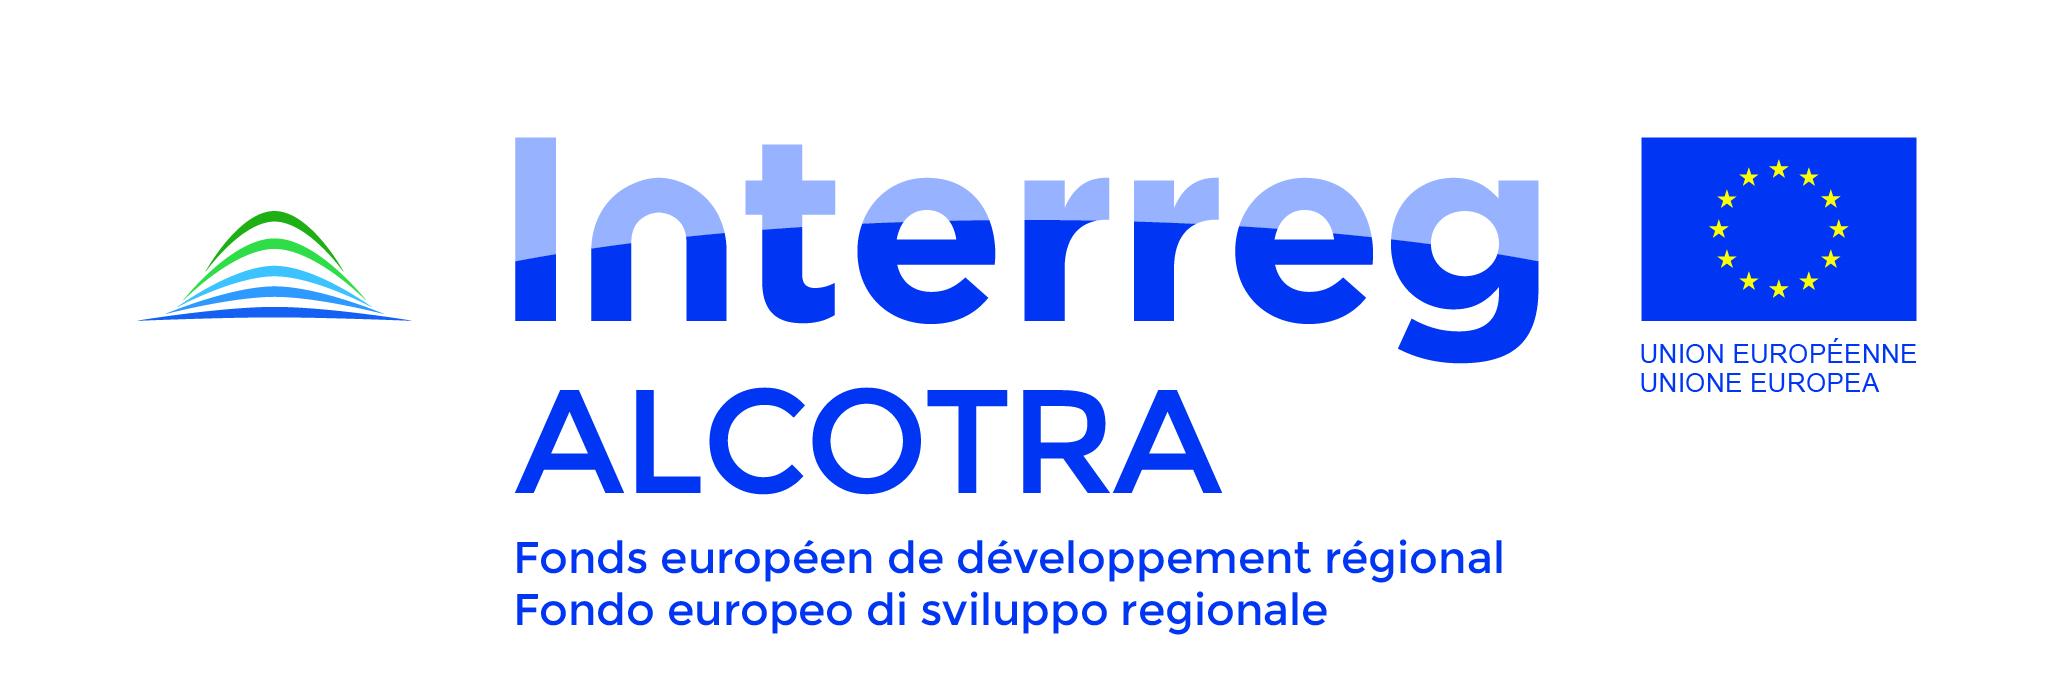 Interreg
ALCOTRA
Fonds européen de développement régional
Fondo europeo di sviluppo regionale
UNION EUROPÉENNE
UNIONE EUROPEA